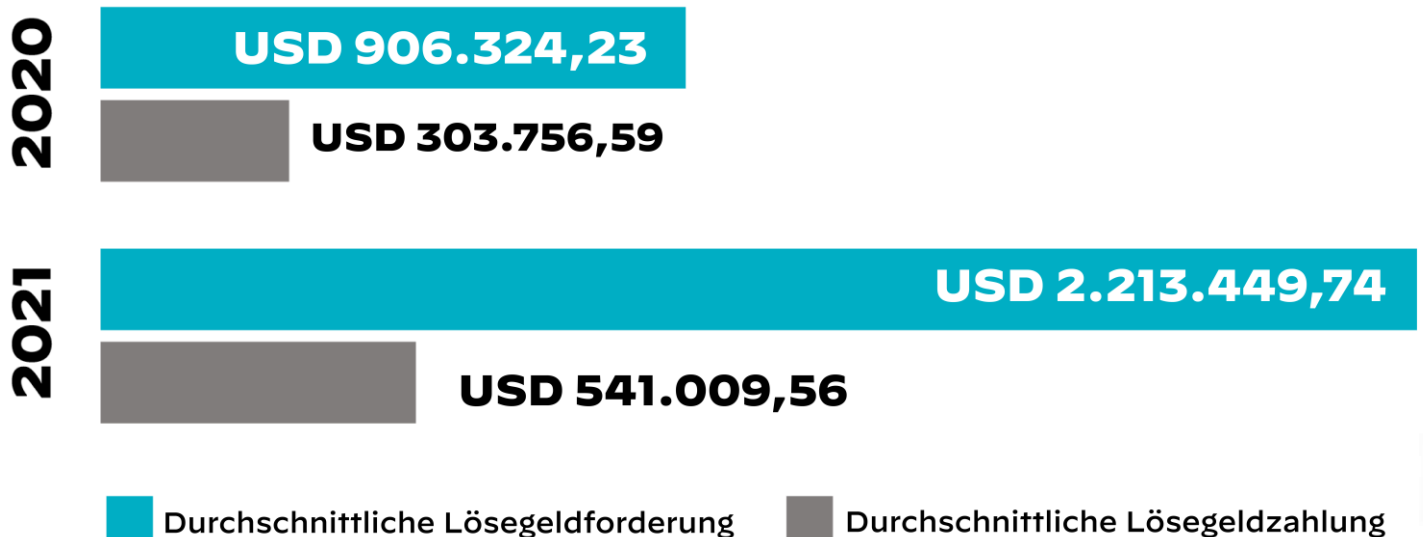 2020
USD 906.324,23
USD 303.756,59
2021
USD 2.213.449,74
USD 541.009,56
Durchschnittliche Lösegeldforderung
Durchschnittliche Lösegeldzahlung